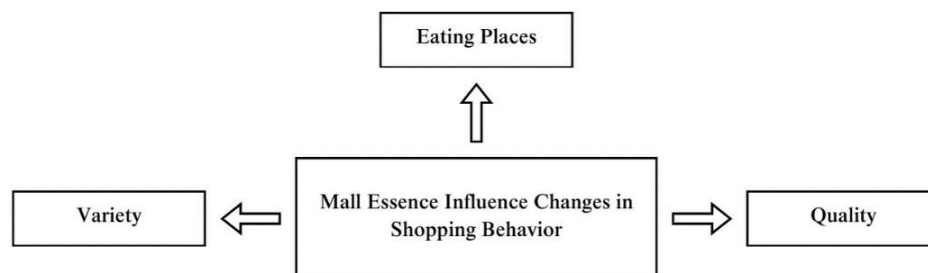 Eating Places
Variety
Mall Essence Influence Changes in
Shopping Behavior
Quality